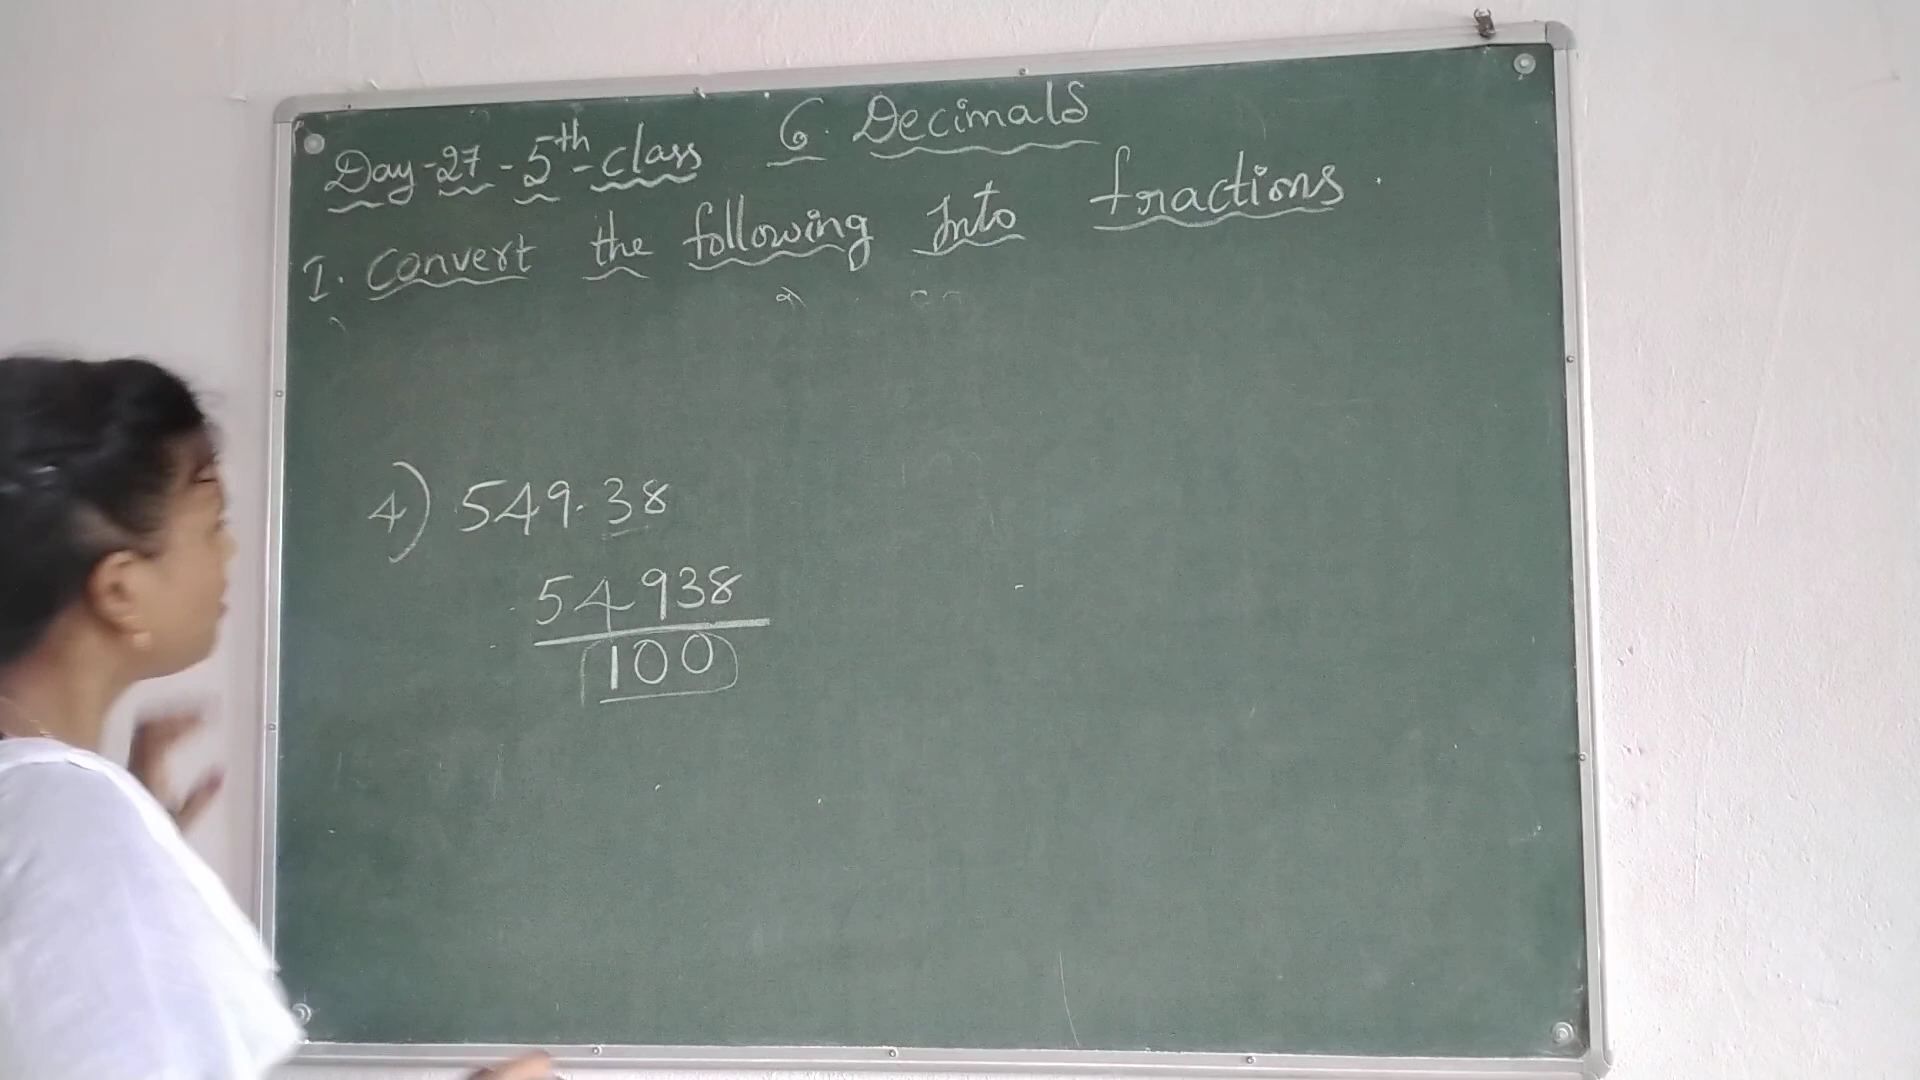 Day-27-5th-class 6. Decimals
I. Convert the following Into fractions.
4) 549.38
54938
100